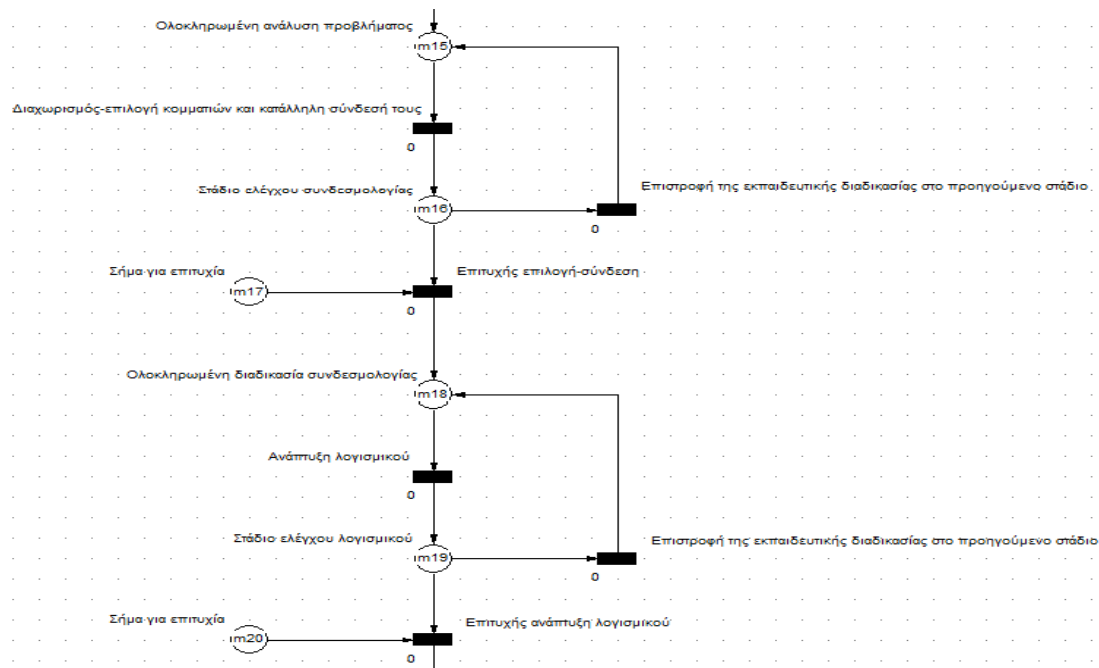 Ολοκληρωμένη ανάλυση προβλήματος
m15
Διαχωρισμός-επιλογή κομματιών και κατάλληλη σύνδεσή τους
0
Στάδιο ελέγχου συνδεσμολογίας
m16
Επιστροφή της εκπαιδευτικής διαδικασίας στο προηγούμενο στάδιο
0
Σήμα για επιτυχία
m17
Επιτυχής επιλογή-σύνδεση
0
Ολοκληρωμένη διαδικασία συνδεσμολογίας
m18
Ανάπτυξη λογισμικού
0
Στάδιο ελέγχου λογισμικού
m19
Επιστροφή της εκπαιδευτικής διαδικασίας στο προηγούμενο στάδιο
0
Σήμα για επιτυχία
m20
Επιτυχής ανάπτυξη λογισμικού
0